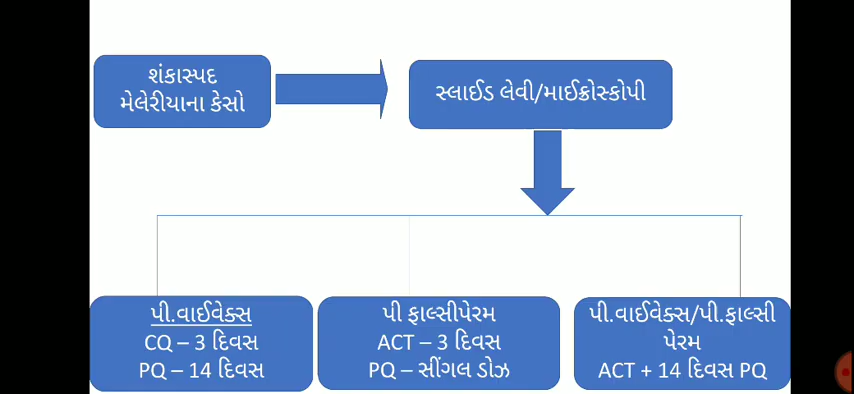 શંકાસ્પદ
મેલેરીયાના કેસો
સ્લાઈડ લેવી/માઈક્રોસ્કોપી
પી.વાઈવેક્સ
CQ – 3 દિવસ
PQ – 14 દિવસ
પી ફાલ્સીપેરમ
ACT – 3 દિવસ
PQ – સીંગલ ડોઝ
પી.વાઈવેક્સ/પી.ફાલ્સી
પેરમ
ACT + 14 દિવસ PQ